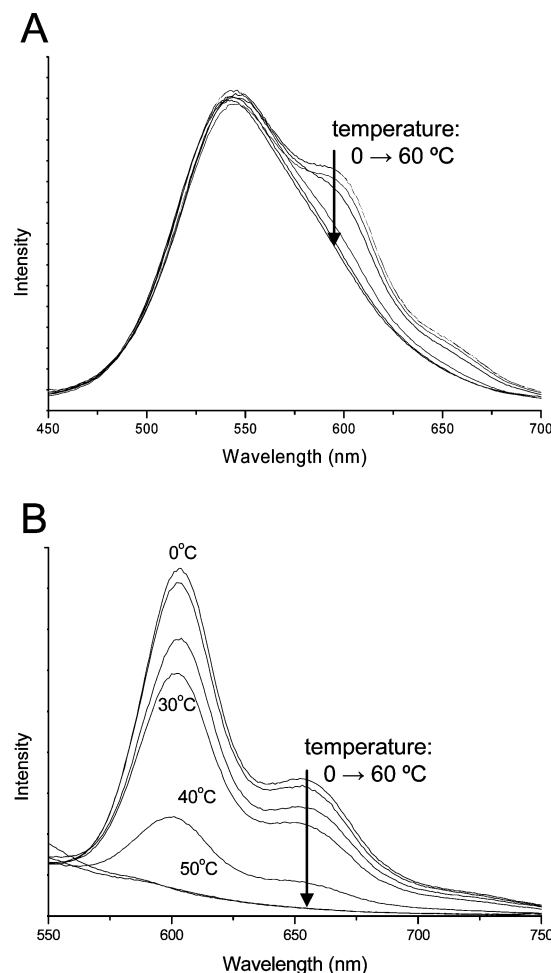 A
temperature:
0 → 60 ºC
Intensity
450
500
550
600
650
700
Wavelength (nm)
B
0°C
30°C
40°C
50°C
temperature:
0 → 60 ºC
Intensity
550
600
650
700
750
Wavelength (nm)